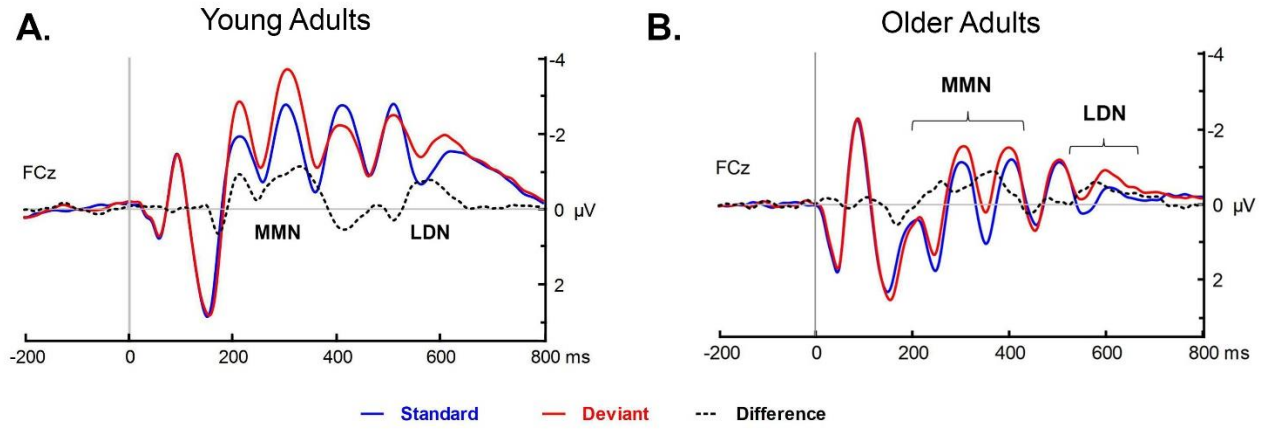 A.
Young Adults
-4
-2
FCz
0 µV
MMN
LDN
2
-200
0
200
400
600
800 ms
B.
Older Adults
-4
MMN
LDN
-2
FCz
0 µV
2
-200
0
200
400
600
800 ms
Standard
Deviant
Difference